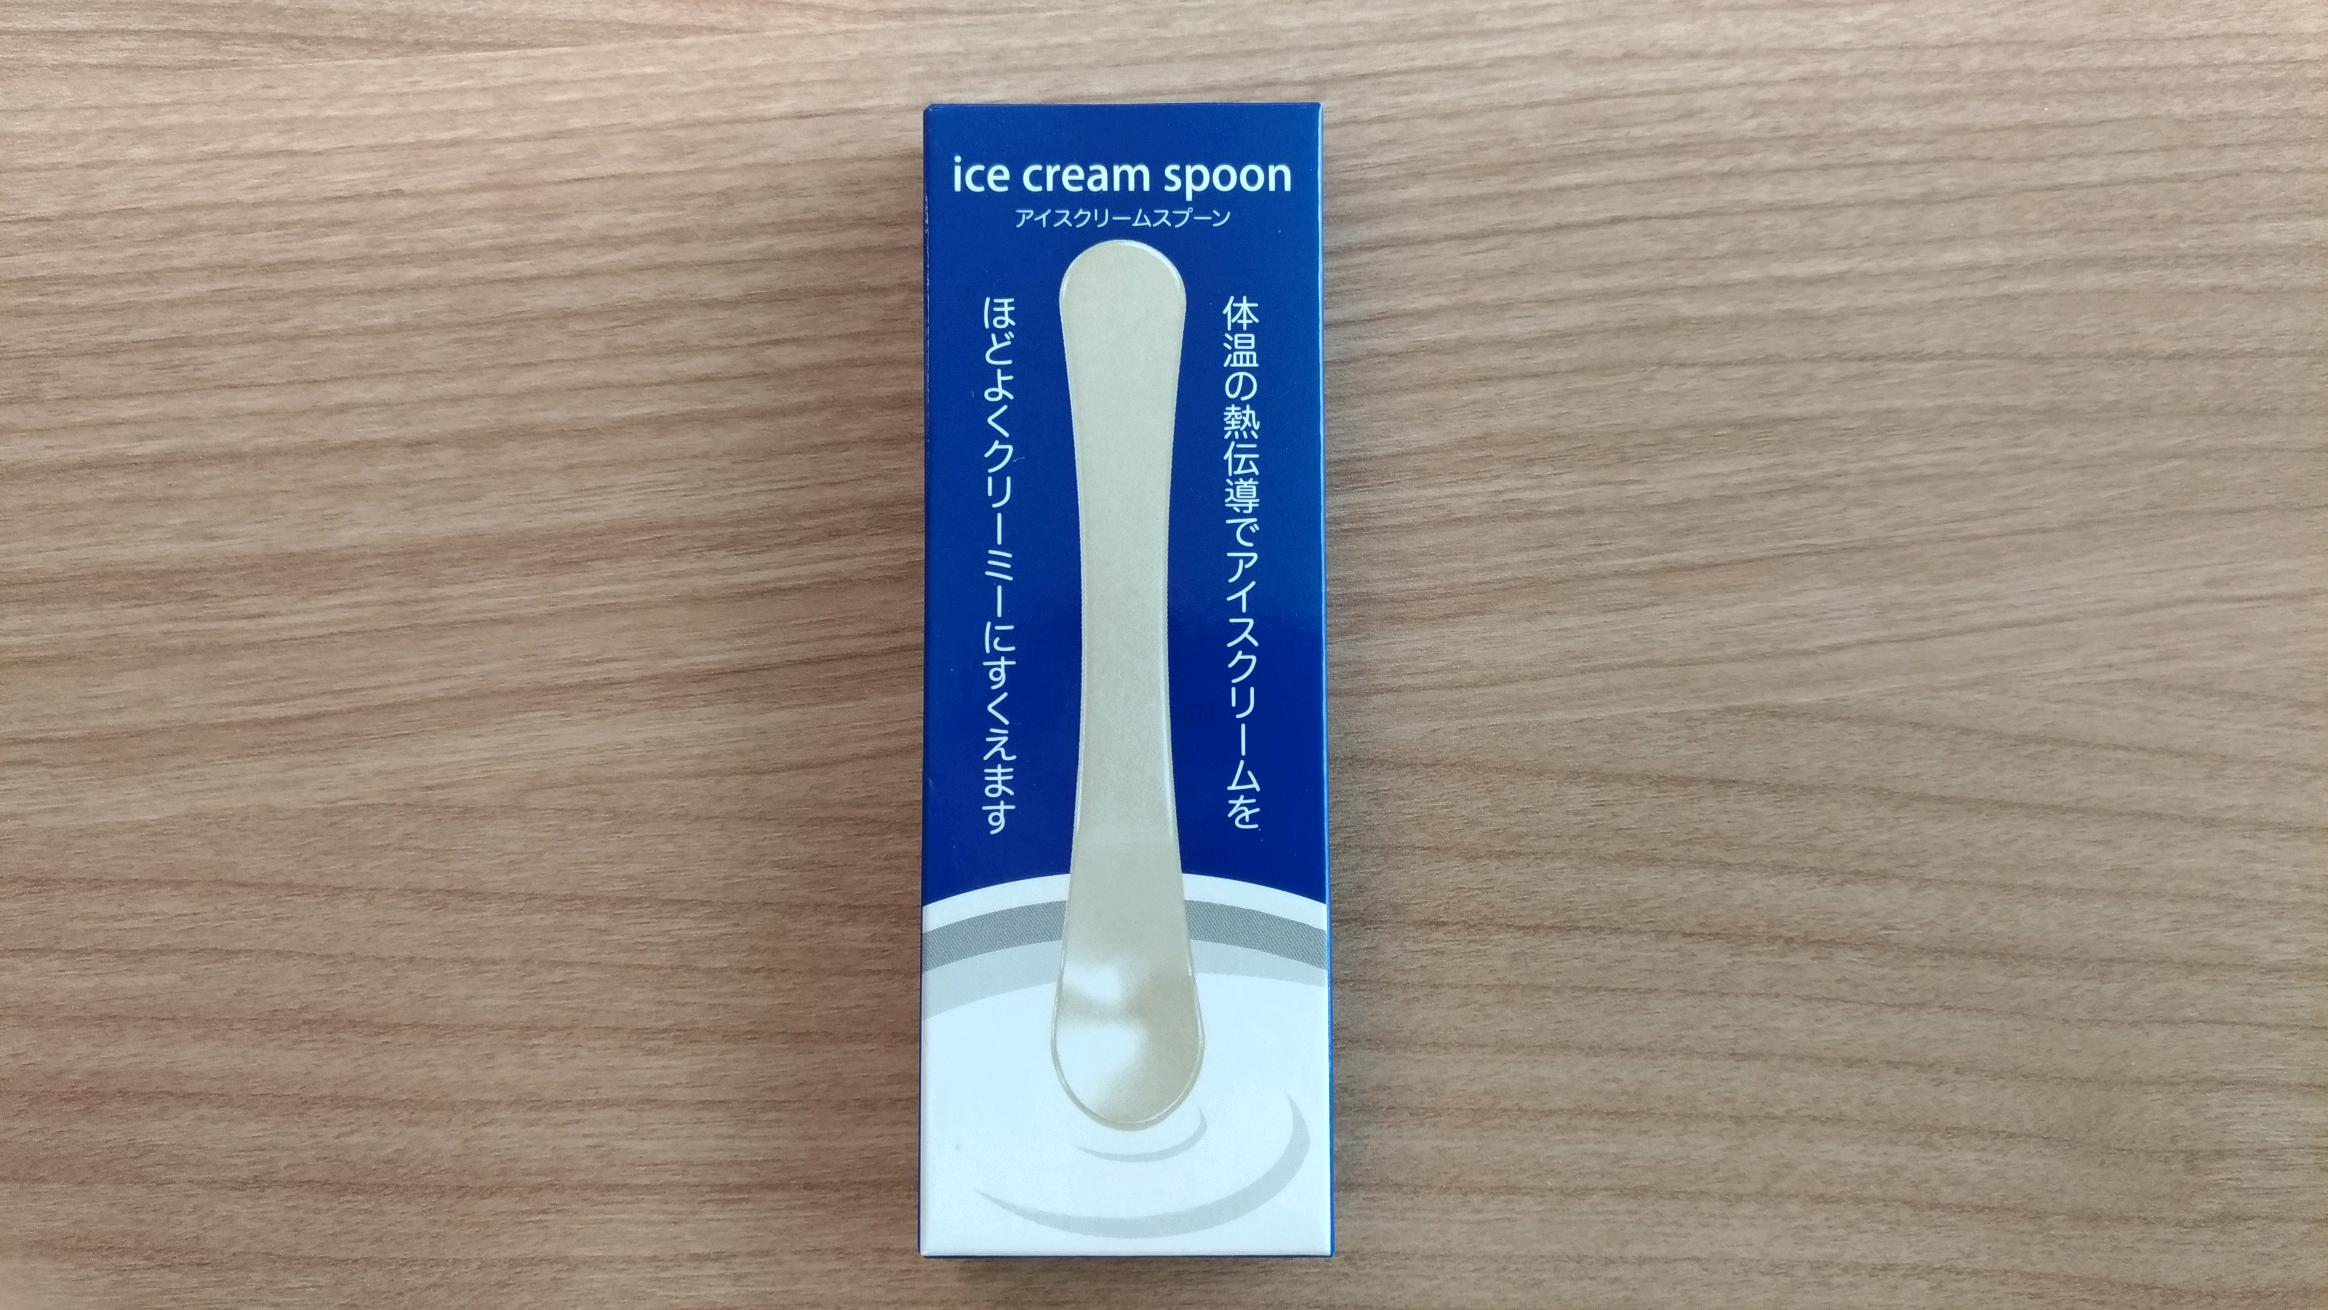 ice cream spoon
アイスクリームスプーン
体温の熱伝導でアイスクリームを
ほどよくクリーミーにすくえます